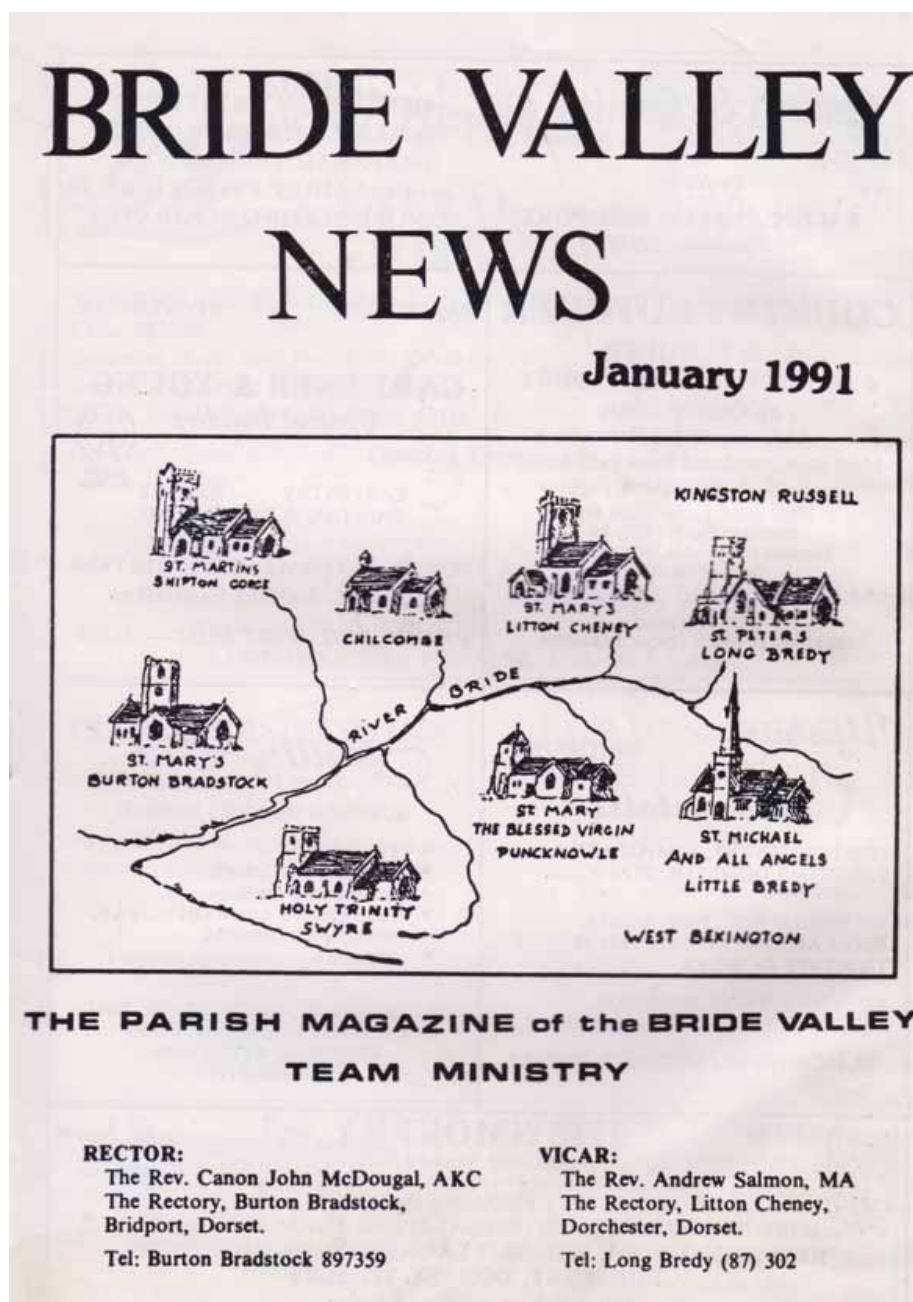 BRIDE VALLEY
NEWS
January 1991
KINGSTON RUSSELL
ST. MARTINS
SHIPTON GORGE
CHILCOMBE
ST. MARY'S
LITTON CHENEY
ST. PETERS
LONG BREDY
RIVER BRIDE
ST. MARY'S
BURTON BRADSTOCK
ST MARY
THE BLESSED VIRGIN
PUNCKNOWLE
ST. MICHAEL
AND ALL ANGELS
LITTLE BREDY
HOLY TRINITY
SWYRE
WEST BEXINGTON
THE PARISH MAGAZINE of the BRIDE VALLEY
TEAM MINISTRY
RECTOR:
The Rev. Canon John McDougal, AKC
The Rectory, Burton Bradstock,
Bridport, Dorset.
Tel: Burton Bradstock 897359
VICAR:
The Rev. Andrew Salmon, MA
The Rectory, Litton Cheney,
Dorchester, Dorset.
Tel: Long Bredy (87) 302